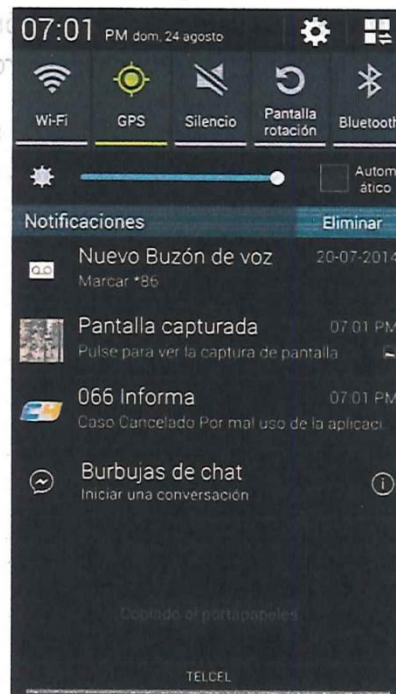 07:01 PM dom, 24 agosto
Wi-Fi
GPS
Silencio
Pantalla
rotación
Bluetooth
Autom
ático
Notificaciones
Eliminar
Nuevo Buzón de voz 20-07-2014
Marcar *86
Pantalla capturada 07:01 PM
Pulse para ver la captura de pantalla
066 Informa 07:01 PM
Caso Cancelado Por mal uso de la aplicaci
Burbujas de chat
Iniciar una conversación
Copiado al portapapeles
TELCEL